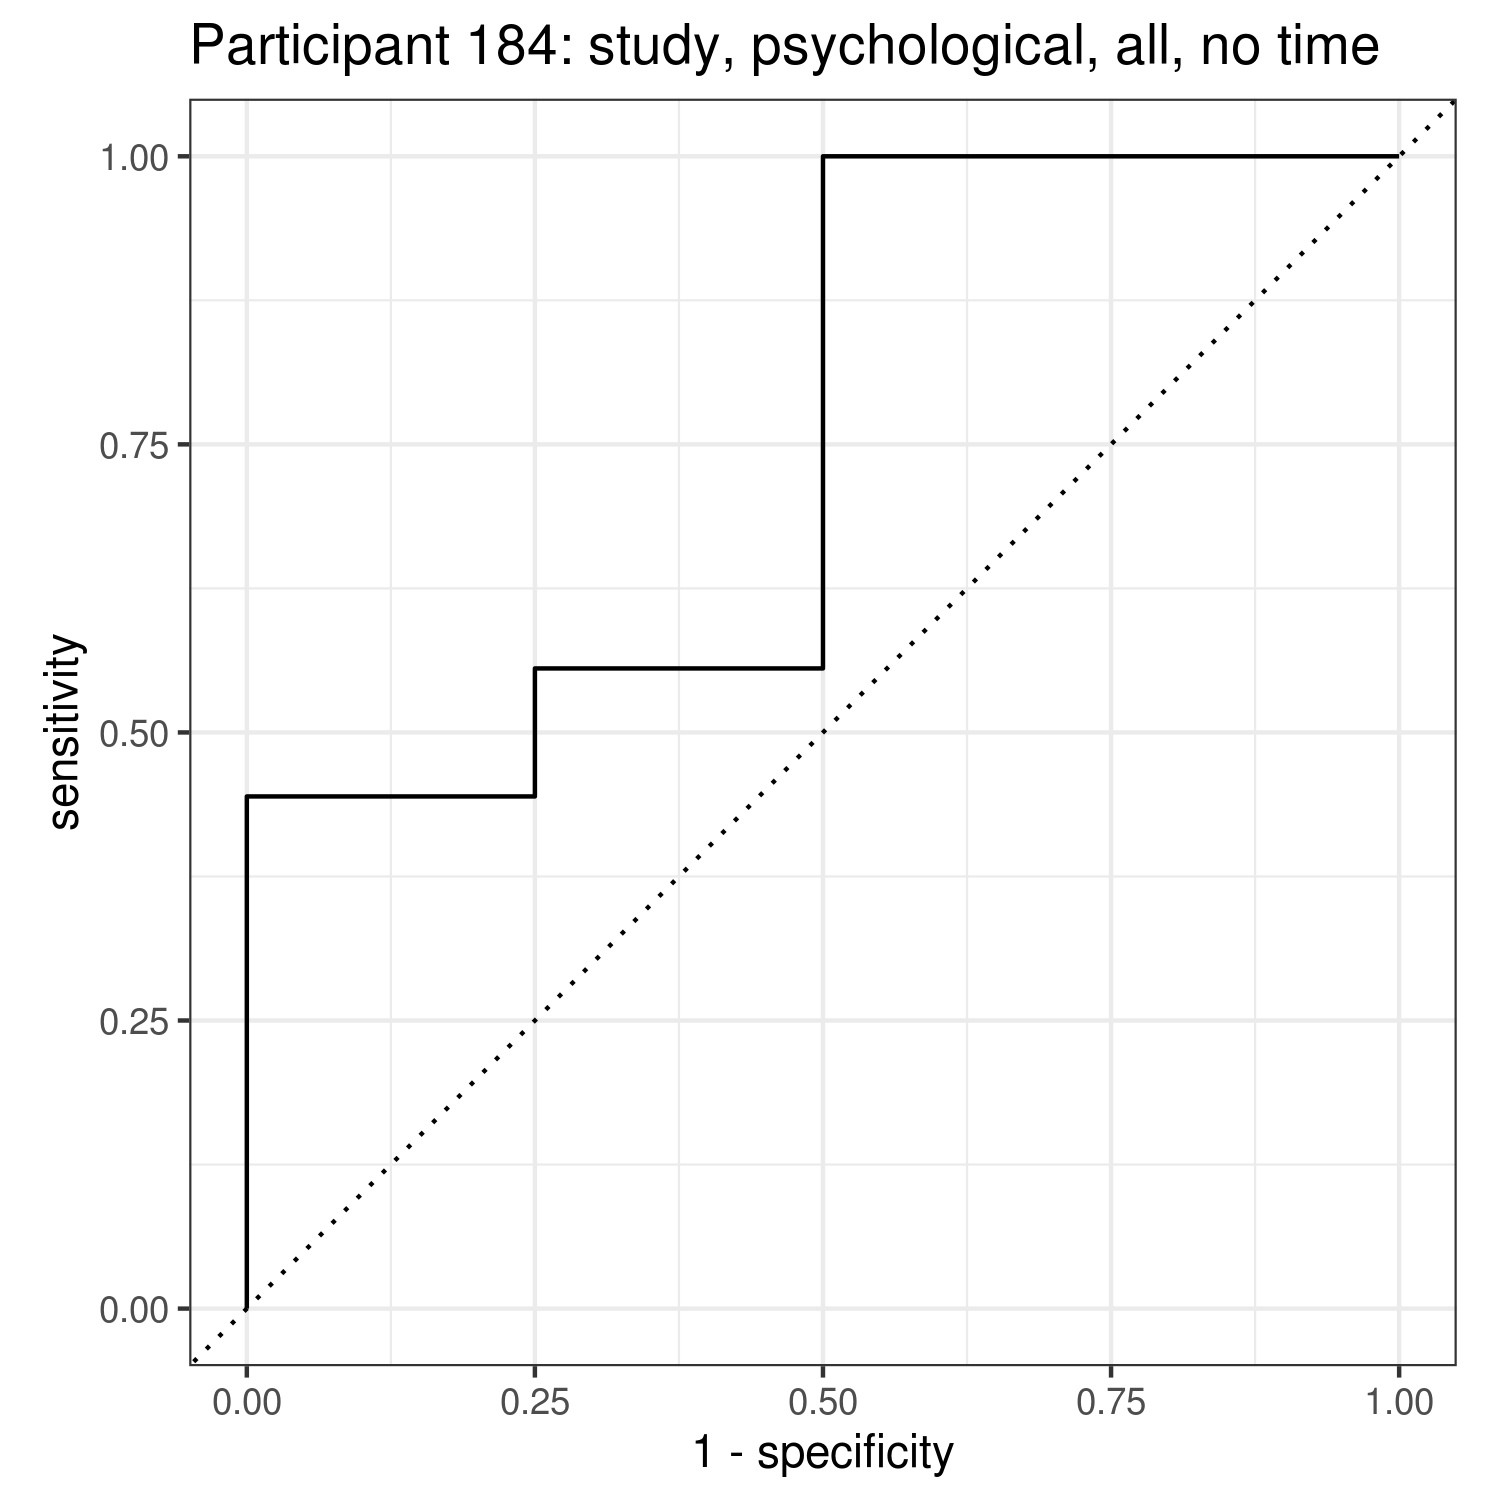 Participant 184: study, psychological, all, no time
1.00
0.75
0.50
0.25
0.00
sensitivity
0.00 0.25 0.50 0.75 1.00
1 - specificity